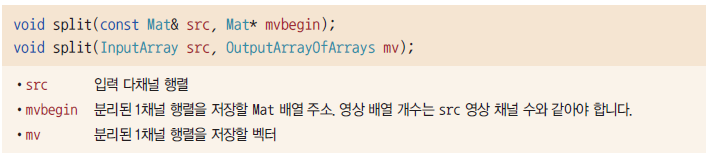 void split(const Mat& src, Mat* mvbegin);
void split(InputArray src, OutputArrayOfArrays mv);
• src 입력 다채널 행렬
• mvbegin 분리된 1채널 행렬을 저장할 Mat 배열 주소. 영상 배열 개수는 src 영상 채널 수와 같아야 합니다.
• mv 분리된 1채널 행렬을 저장할 벡터